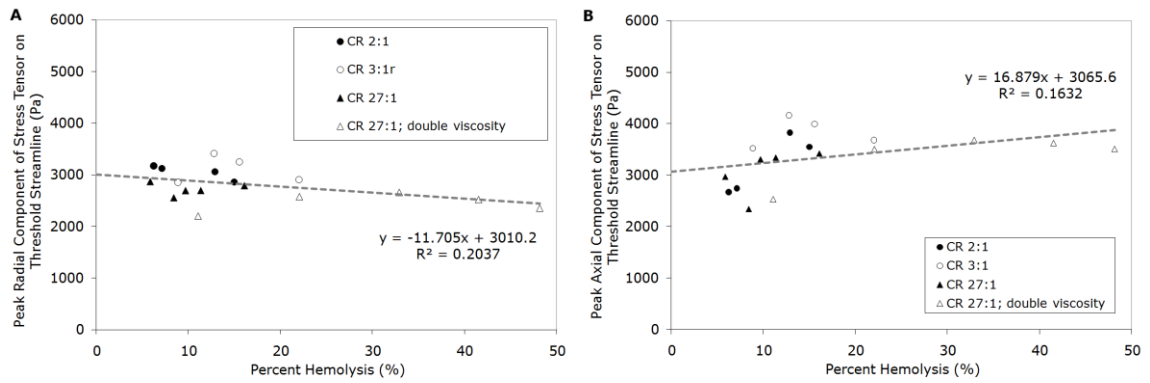 A
Peak Radial Component of Stress Tensor on
Threshold Streamline (Pa)
6000
5000
4000
3000
2000
1000
0
CR 2:1
CR 3:1r
CR 27:1
CR 27:1; double viscosity
y = -11.705x + 3010.2
R² = 0.2037
0 10 20 30 40 50
Percent Hemolysis (%)
B
Peak Axial Component of Stress Tensor on
Threshold Streamline (Pa)
6000
5000
4000
3000
2000
1000
0
y = 16.879x + 3065.6
R² = 0.1632
CR 2:1
CR 3:1
CR 27:1
CR 27:1; double viscosity
0 10 20 30 40 50
Percent Hemolysis (%)